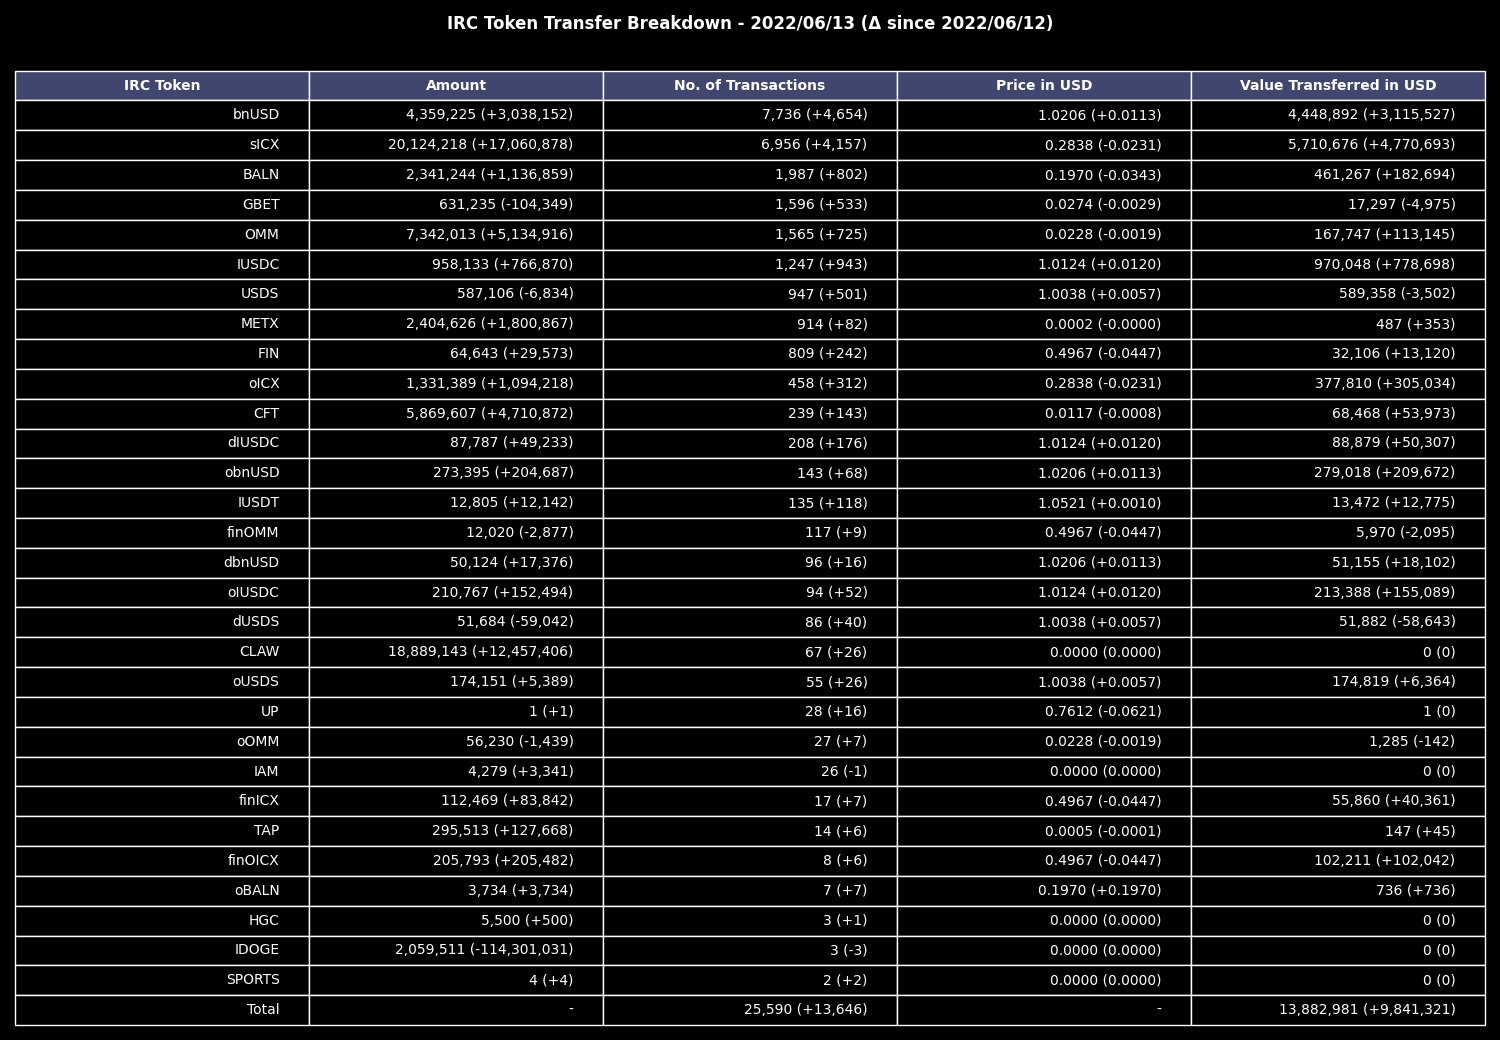 IRC Token Transfer Breakdown - 2022/06/13 (Δ since 2022/06/12)
IRC Token Amount No. of Transactions Price in USD Value Transferred in USD
bnUSD 4,359,225 (+3,038,152) 7,736 (+4,654) 1.0206 (+0.0113) 4,448,892 (+3,115,527)
sICX 20,124,218 (+17,060,878) 6,956 (+4,157) 0.2838 (-0.0231) 5,710,676 (+4,770,693)
BALN 2,341,244 (+1,136,859) 1,987 (+802) 0.1970 (-0.0343) 461,267 (+182,694)
GBET 631,235 (-104,349) 1,596 (+533) 0.0274 (-0.0029) 17,297 (-4,975)
OMM 7,342,013 (+5,134,916) 1,565 (+725) 0.0228 (-0.0019) 167,747 (+113,145)
IUSDC 958,133 (+766,870) 1,247 (+943) 1.0124 (+0.0120) 970,048 (+778,698)
USDS 587,106 (-6,834) 947 (+501) 1.0038 (+0.0057) 589,358 (-3,502)
METX 2,404,626 (+1,800,867) 914 (+82) 0.0002 (-0.0000) 487 (+353)
FIN 64,643 (+29,573) 809 (+242) 0.4967 (-0.0447) 32,106 (+13,120)
oICX 1,331,389 (+1,094,218) 458 (+312) 0.2838 (-0.0231) 377,810 (+305,034)
CFT 5,869,607 (+4,710,872) 239 (+143) 0.0117 (-0.0008) 68,468 (+53,973)
dIUSDC 87,787 (+49,233) 208 (+176) 1.0124 (+0.0120) 88,879 (+50,307)
obnUSD 273,395 (+204,687) 143 (+68) 1.0206 (+0.0113) 279,018 (+209,672)
IUSDT 12,805 (+12,142) 135 (+118) 1.0521 (+0.0010) 13,472 (+12,775)
finOMM 12,020 (-2,877) 117 (+9) 0.4967 (-0.0447) 5,970 (-2,095)
dbnUSD 50,124 (+17,376) 96 (+16) 1.0206 (+0.0113) 51,155 (+18,102)
oIUSDC 210,767 (+152,494) 94 (+52) 1.0124 (+0.0120) 213,388 (+155,089)
dUSDS 51,684 (-59,042) 86 (+40) 1.0038 (+0.0057) 51,882 (-58,643)
CLAW 18,889,143 (+12,457,406) 67 (+26) 0.0000 (0.0000) 0 (0)
oUSDS 174,151 (+5,389) 55 (+26) 1.0038 (+0.0057) 174,819 (+6,364)
UP 1 (+1) 28 (+16) 0.7612 (-0.0621) 1 (0)
oOMM 56,230 (-1,439) 27 (+7) 0.0228 (-0.0019) 1,285 (-142)
IAM 4,279 (+3,341) 26 (-1) 0.0000 (0.0000) 0 (0)
finICX 112,469 (+83,842) 17 (+7) 0.4967 (-0.0447) 55,860 (+40,361)
TAP 295,513 (+127,668) 14 (+6) 0.0005 (-0.0001) 147 (+45)
finOICX 205,793 (+205,482) 8 (+6) 0.4967 (-0.0447) 102,211 (+102,042)
oBALN 3,734 (+3,734) 7 (+7) 0.1970 (+0.1970) 736 (+736)
HGC 5,500 (+500) 3 (+1) 0.0000 (0.0000) 0 (0)
IDOGE 2,059,511 (-114,301,031) 3 (-3) 0.0000 (0.0000) 0 (0)
SPORTS 4 (+4) 2 (+2) 0.0000 (0.0000) 0 (0)
Total - 25,590 (+13,646) - 13,882,981 (+9,841,321)